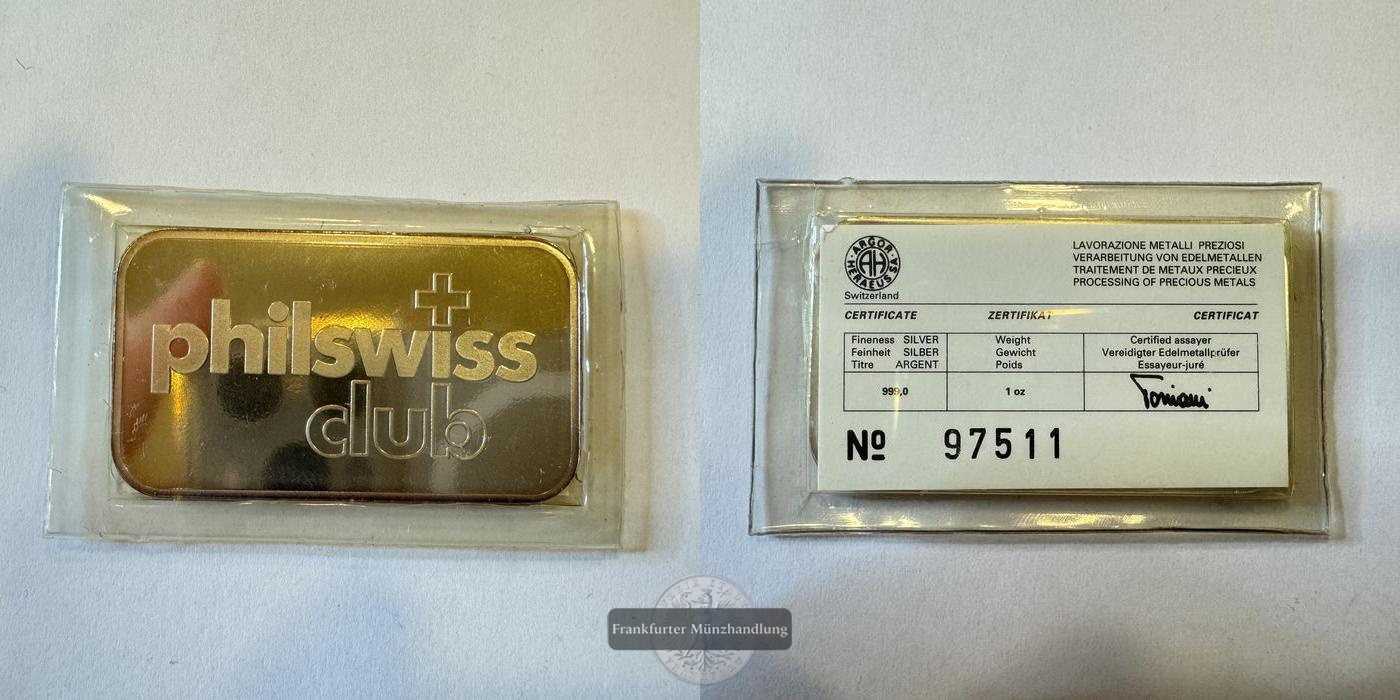 philswiss
club
ARGOR
HERAEUS SA
AH
Switzerland
LAVORAZIONE METALLI PREZIOSI
VERARBEITUNG VON EDELMETALLEN
TRAITEMENT DE METAUX PRECIEUX
PROCESSING OF PRECIOUS METALS
CERTIFICATE ZERTIFIKAT CERTIFICAT
Fineness SILVER Weight Certified assayer
Feinheit SILBER Gewicht Vereidigter Edelmetallprüfer
Titre ARGENT Poids Essayeur-juré
999,0 1 oz
Nº 97511
Frankfurter Münzhandlung